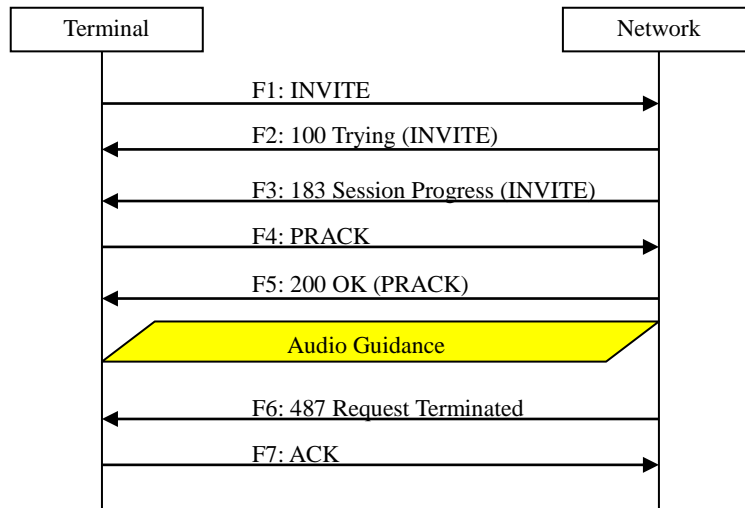 Terminal
Network
F1: INVITE
F2: 100 Trying (INVITE)
F3: 183 Session Progress (INVITE)
F4: PRACK
F5: 200 OK (PRACK)
Audio Guidance
F6: 487 Request Terminated
F7: ACK